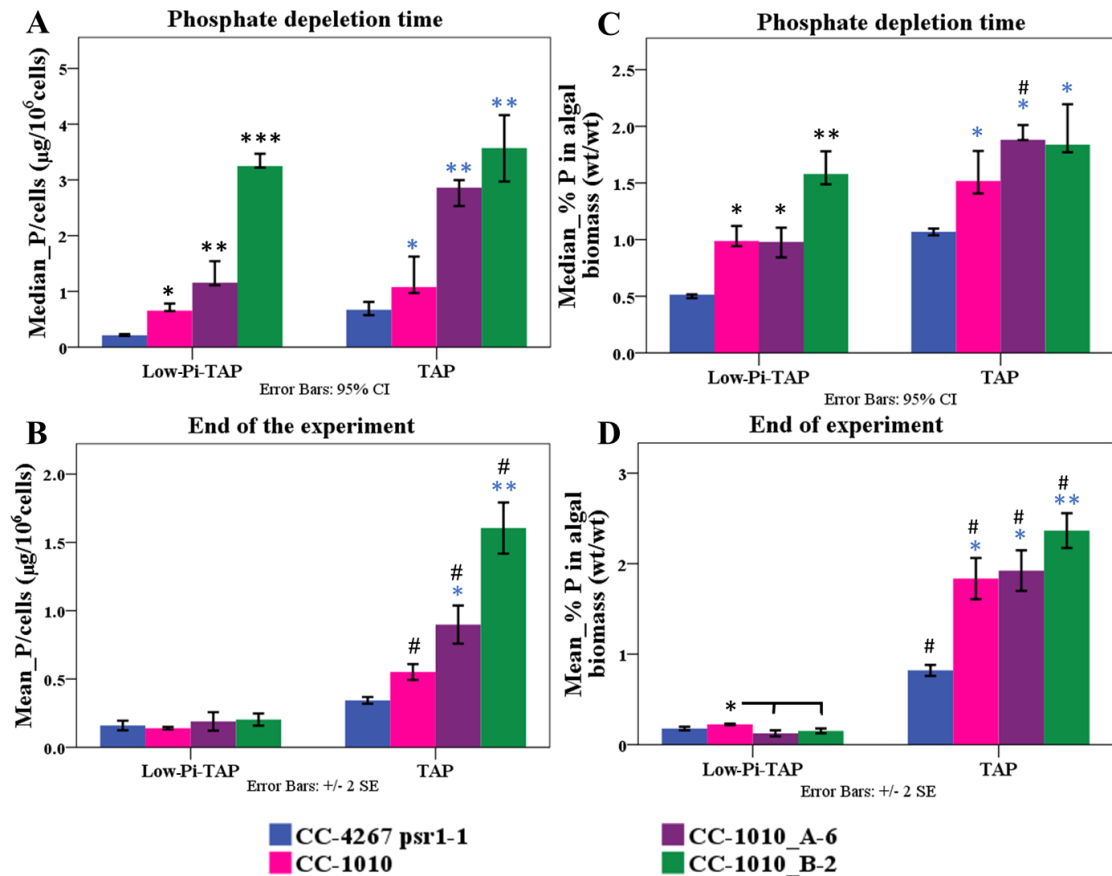 A
Phosphate depeletion time
Median_P/cells (µg/10⁶cells)
5
4
3
2
1
0
*
**
***
*
**
**
Low-Pi-TAP
TAP
Error Bars: 95% CI
C
Phosphate depletion time
Median_% P in algal
biomass (wt/wt)
2.5
2.0
1.5
1.0
0.5
0.0
*
*
**
*
#
*
*
Low-Pi-TAP
TAP
Error Bars: 95% CI
B
End of the experiment
Mean_P/cells (µg/10⁶cells)
2.0
1.5
1.0
0.5
0.0
#
#
*
#
**
Low-Pi-TAP
TAP
Error Bars: +/- 2 SE
D
End of experiment
Mean_% P in algal
biomass (wt/wt)
3
2
1
0
*
#
#
*
#
*
#
**
Low-Pi-TAP
TAP
Error Bars: +/- 2 SE
CC-4267 psr1-1
CC-1010
CC-1010_A-6
CC-1010_B-2